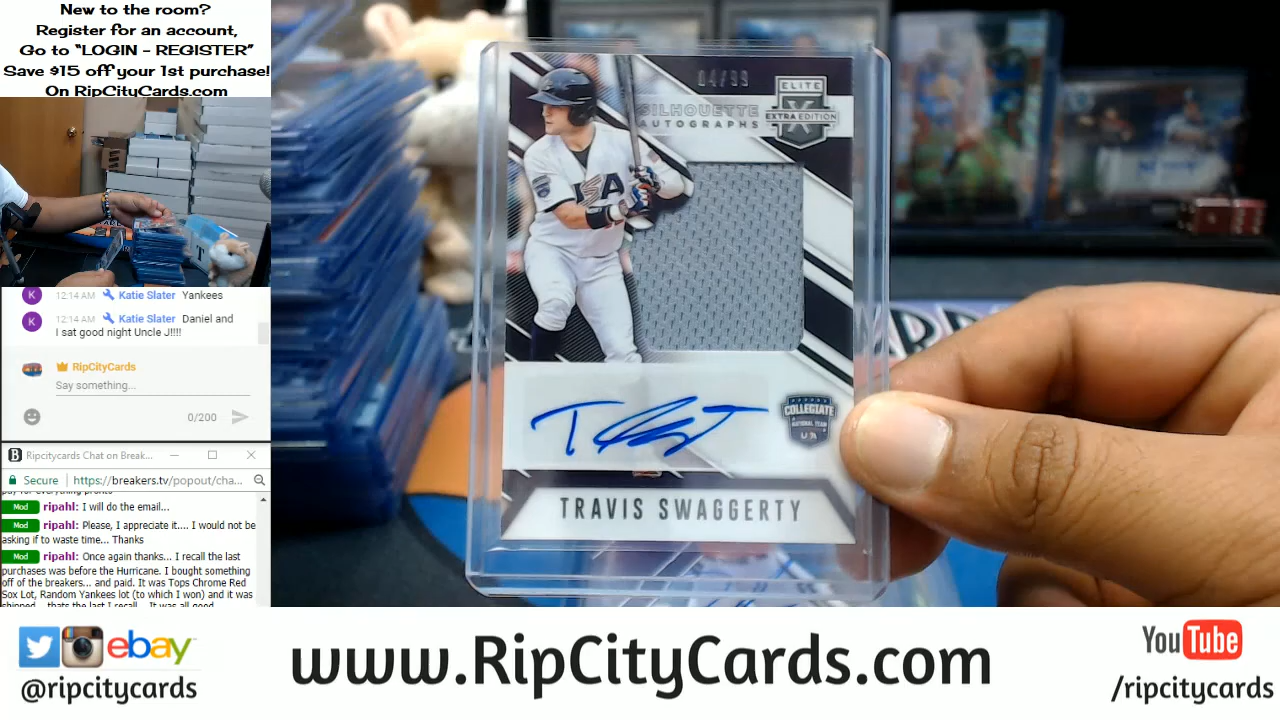 New to the room?
Register for an account,
Go to "LOGIN - REGISTER"
Save $15 off your 1st purchase!
On RipCityCards.com
K 12:14 AM Katie Slater Yankees
K 12:14 AM Katie Slater Daniel and
I sat good night Uncle J!!!!
RipCityCards
Say something...
0/200
B Ripcitycards Chat on Break...
Secure https://breakers.tv/popout/cha...
Mod ripahl: I will do the email...
Mod ripahl: Please, I appreciate it.... I would not be
asking if to waste time... Thanks
Mod ripahl: Once again thanks... I recall the last
purchases was before the Hurricane. I bought something
off of the breakers... and paid. It was Tops Chrome Red
Sox Lot, Random Yankees lot (to which I won) and it was
04/99
SILHOUETTE
AUTOGRAPHS
ELITE
X
EXTRA EDITION
USA
COLLEGIATE
NATIONAL TEAM
USA
TRAVIS SWAGGERTY
ebay
@ripcitycards
www.RipCityCards.com
YouTube
/ripcitycards